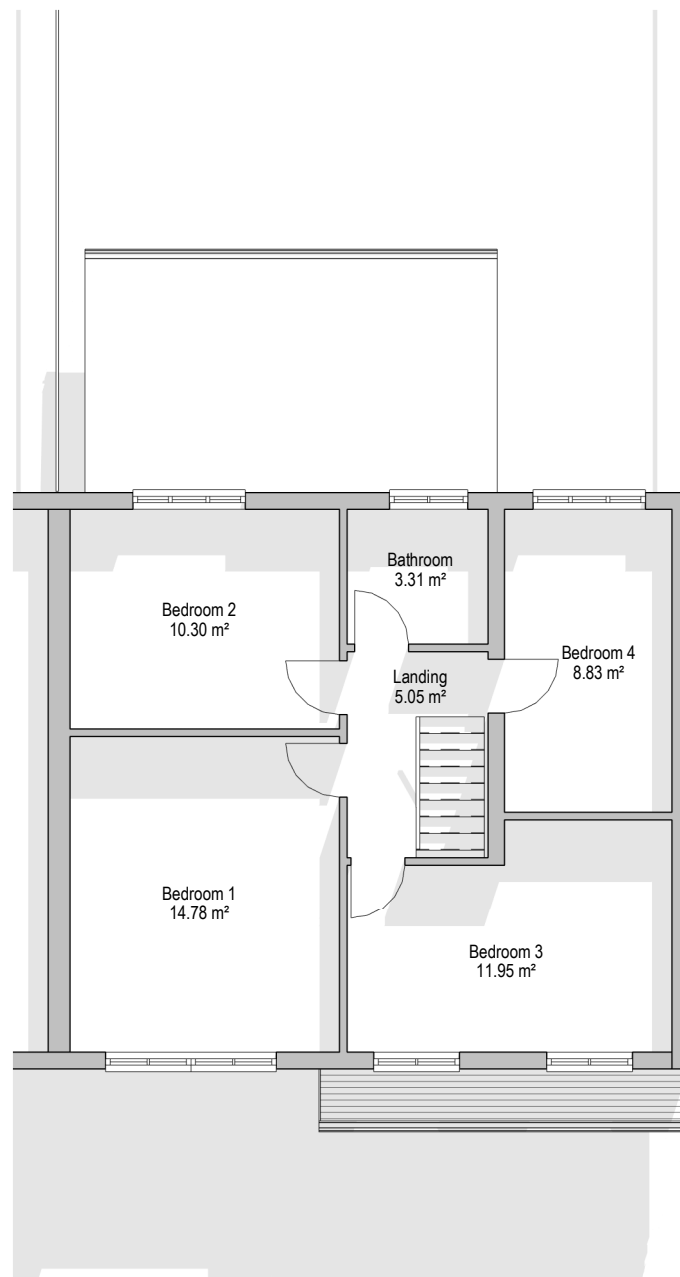 Bathroom
3.31 m²
Bedroom 2
10.30 m²
Bedroom 4
8.83 m²
Landing
5.05 m²
Bedroom 1
14.78 m²
Bedroom 3
11.95 m²